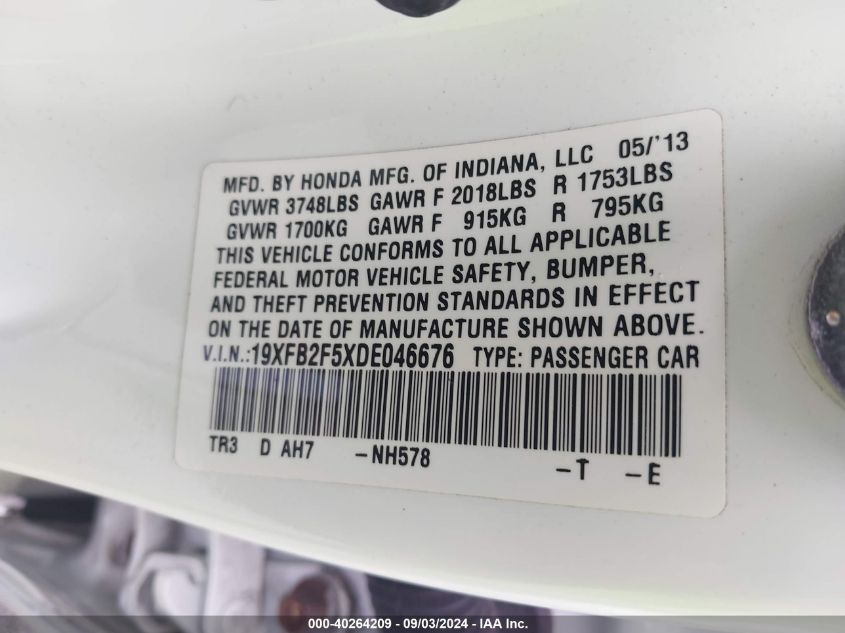 MFD. BY HONDA MFG. OF INDIANA, LLC 05/'13
GVWR 3748LBS GAWR F 2018LBS R 1753LBS
GVWR 1700KG GAWR F 915KG R 795KG
THIS VEHICLE CONFORMS TO ALL APPLICABLE
FEDERAL MOTOR VEHICLE SAFETY, BUMPER,
AND THEFT PREVENTION STANDARDS IN EFFECT
ON THE DATE OF MANUFACTURE SHOWN ABOVE.
V.I.N.:19XFB2F5XDE046676 TYPE: PASSENGER CAR
TR3 D AH7 -NH578 -T -E
000-40264209 - 09/03/2024 - IAA Inc.